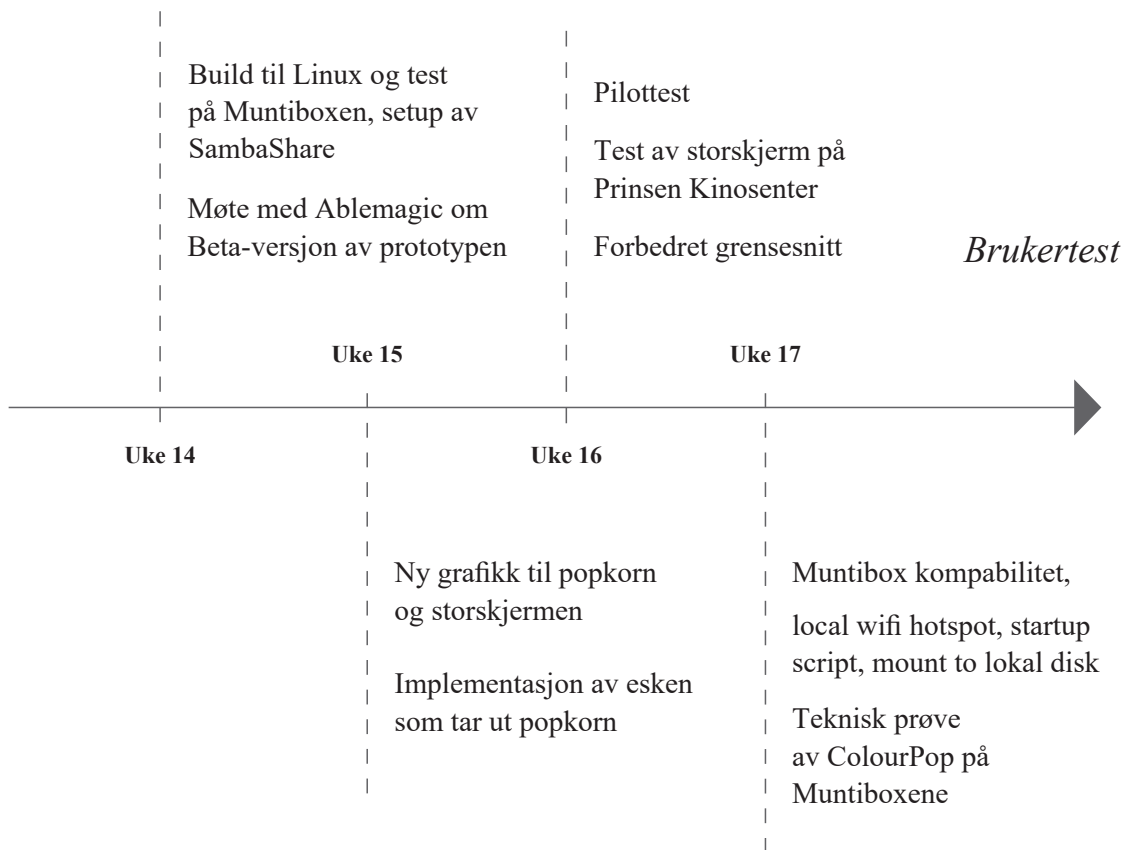 Build til Linux og test
på Muntiboxen, setup av
SambaShare
Møte med Ablemagic om
Beta-versjon av prototypen
Pilottest
Test av storskjerm på
Prinsen Kinosenter
Forbedret grensesnitt
Brukertest
Uke 15
Uke 17
Uke 14
Uke 16
Ny grafikk til popkorn
og storskjermen
Implementasjon av esken
som tar ut popkorn
Muntibox kompabilitet,
local wifi hotspot, startup
script, mount to lokal disk
Teknisk prøve
av ColourPop på
Muntiboxene